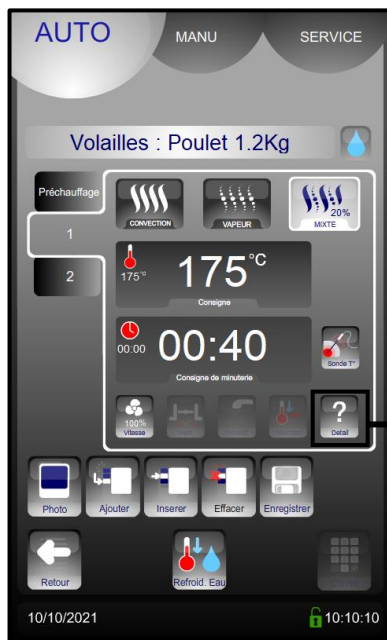 AUTO
MANU
SERVICE
Volailles : Poulet 1.2Kg
Préchauffage
1
2
CONVECTION
VAPEUR
20%
MIXTE
175°
175°C
Consigne
00:00
00:40
Consigne de minuterie
Sonde T°
100%
Vitesse
?
Detail
Photo
Ajouter
Inserer
Effacer
Enregistrer
Retour
Refroid. Eau
10/10/2021
10:10:10